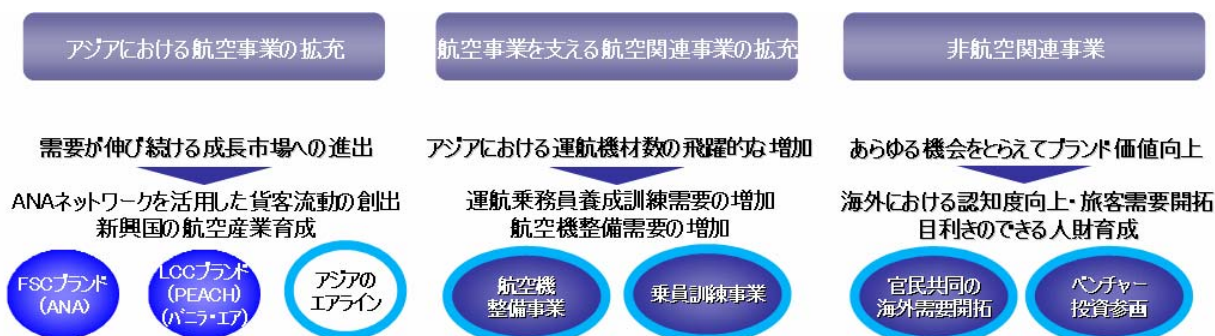 アジアにおける航空事業の拡充
航空事業を支える航空関連事業の拡充
非航空関連事業
需要が伸び続ける成長市場への進出
アジアにおける運航機材数の飛躍的な増加
あらゆる機会をとらえてブランド価値向上
ANAネットワークを活用した貨客流動の創出
新興国の航空産業育成
運航乗務員養成訓練需要の増加
航空機整備需要の増加
海外における認知度向上・旅客需要開拓
目利きのできる人財育成
FSCブランド
(ANA)
LCCブランド
(PEACH)
(バニラ・エア)
アジアの
エアライン
航空機
整備事業
乗員訓練事業
官民共同の
海外需要開拓
ベンチャー
投資参画